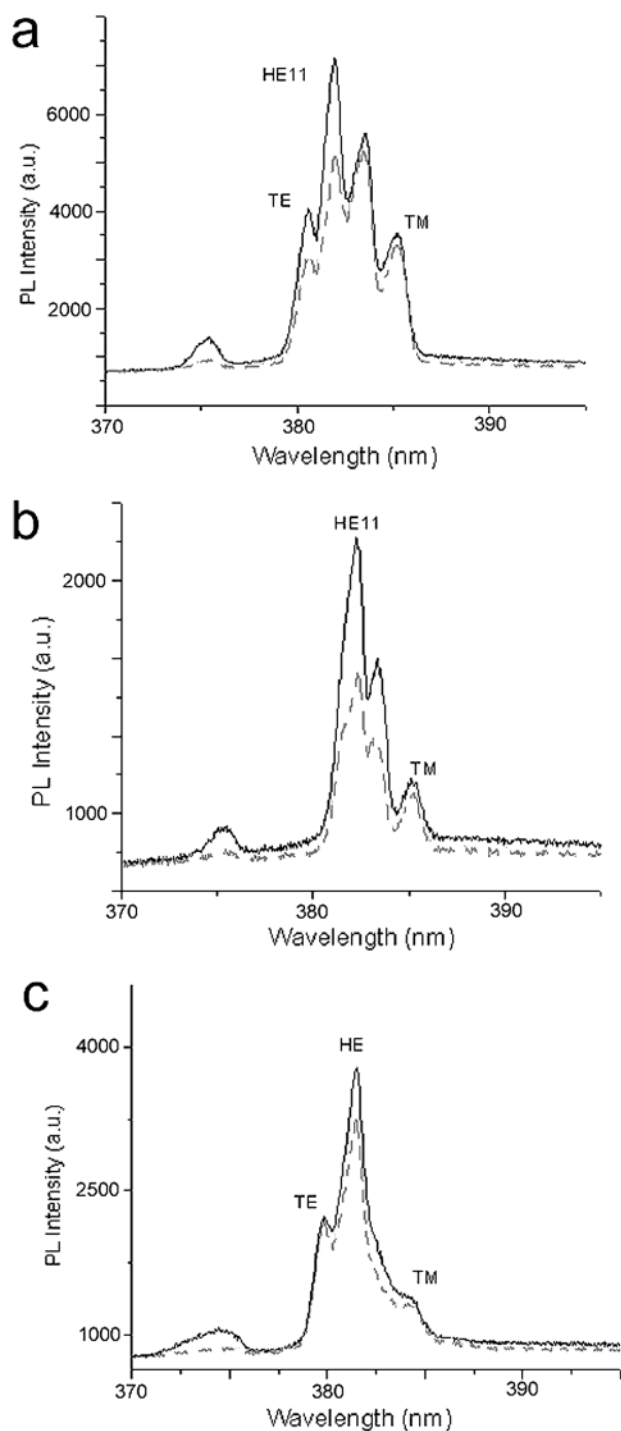 a
HE11
6000
TE
4000
TM
2000
PL Intensity (a.u.)
370
380
390
Wavelength (nm)
b
HE11
2000
TM
1000
PL Intensity (a.u.)
370
380
390
Wavelength (nm)
c
HE
4000
2500
TE
TM
1000
PL Intensity (a.u.)
370
380
390
Wavelength (nm)